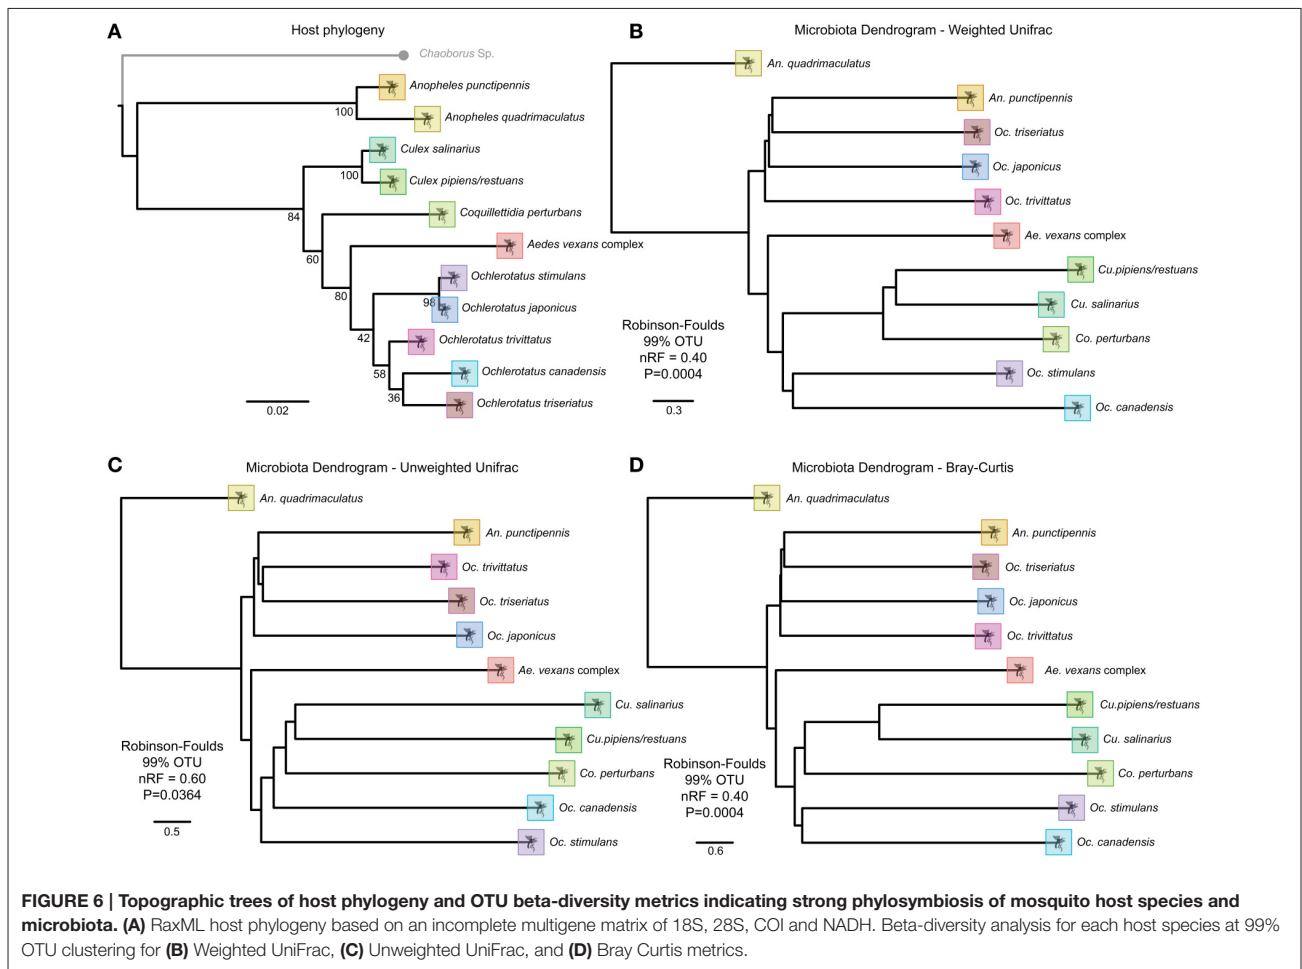 A
Host phylogeny
Chaoborus Sp.
Anopheles punctipennis
100
Anopheles quadrimaculatus
Culex salinarius
100
Culex pipiens/restuans
84
Coquillettidia perturbans
60
Aedes vexans complex
80
Ochlerotatus stimulans
98
Ochlerotatus japonicus
42
Ochlerotatus trivittatus
58
Ochlerotatus canadensis
36
Ochlerotatus triseriatus
0.02
B
Microbiota Dendrogram - Weighted Unifrac
An. quadrimaculatus
An. punctipennis
Oc. triseriatus
Oc. japonicus
Oc. trivittatus
Ae. vexans complex
Cu.pipiens/restuans
Cu. salinarius
Co. perturbans
Oc. stimulans
Oc. canadensis
Robinson-Foulds
99% OTU
nRF = 0.40
P=0.0004
0.3
C
Microbiota Dendrogram - Unweighted Unifrac
An. quadrimaculatus
An. punctipennis
Oc. trivittatus
Oc. triseriatus
Oc. japonicus
Ae. vexans complex
Cu. salinarius
Cu.pipiens/restuans
Co. perturbans
Oc. canadensis
Oc. stimulans
Robinson-Foulds
99% OTU
nRF = 0.60
P=0.0364
0.5
D
Microbiota Dendrogram - Bray-Curtis
An. quadrimaculatus
An. punctipennis
Oc. triseriatus
Oc. japonicus
Oc. trivittatus
Ae. vexans complex
Cu.pipiens/restuans
Cu. salinarius
Co. perturbans
Oc. stimulans
Oc. canadensis
Robinson-Foulds
99% OTU
nRF = 0.40
P=0.0004
0.6
FIGURE 6 | Topographic trees of host phylogeny and OTU beta-diversity metrics indicating strong phylosymbiosis of mosquito host species and
microbiota. (A) RaxML host phylogeny based on an incomplete multigene matrix of 18S, 28S, COI and NADH. Beta-diversity analysis for each host species at 99%
OTU clustering for (B) Weighted UniFrac, (C) Unweighted UniFrac, and (D) Bray Curtis metrics.